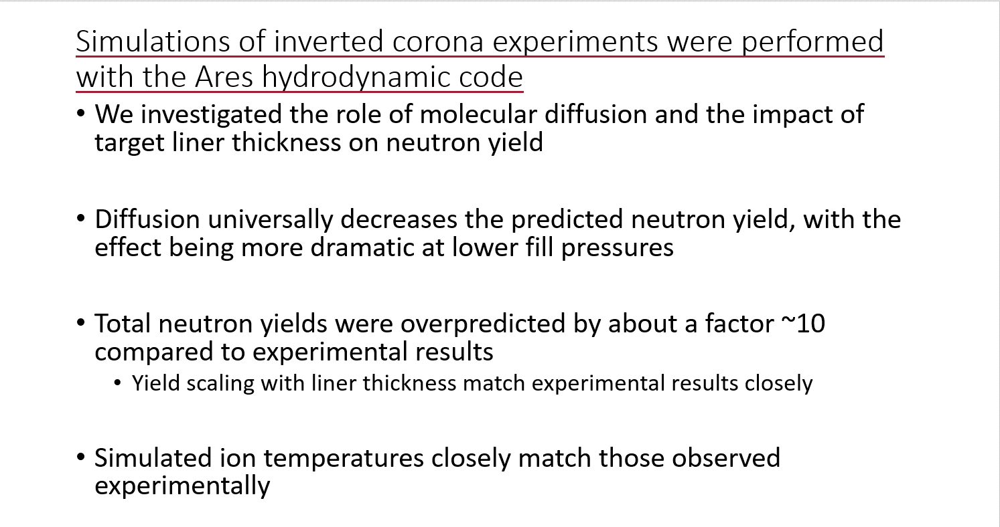 Simulations of inverted corona experiments were performed
with the Ares hydrodynamic code
• We investigated the role of molecular diffusion and the impact of
target liner thickness on neutron yield
• Diffusion universally decreases the predicted neutron yield, with the
effect being more dramatic at lower fill pressures
• Total neutron yields were overpredicted by about a factor ~10
compared to experimental results
• Yield scaling with liner thickness match experimental results closely
• Simulated ion temperatures closely match those observed
experimentally